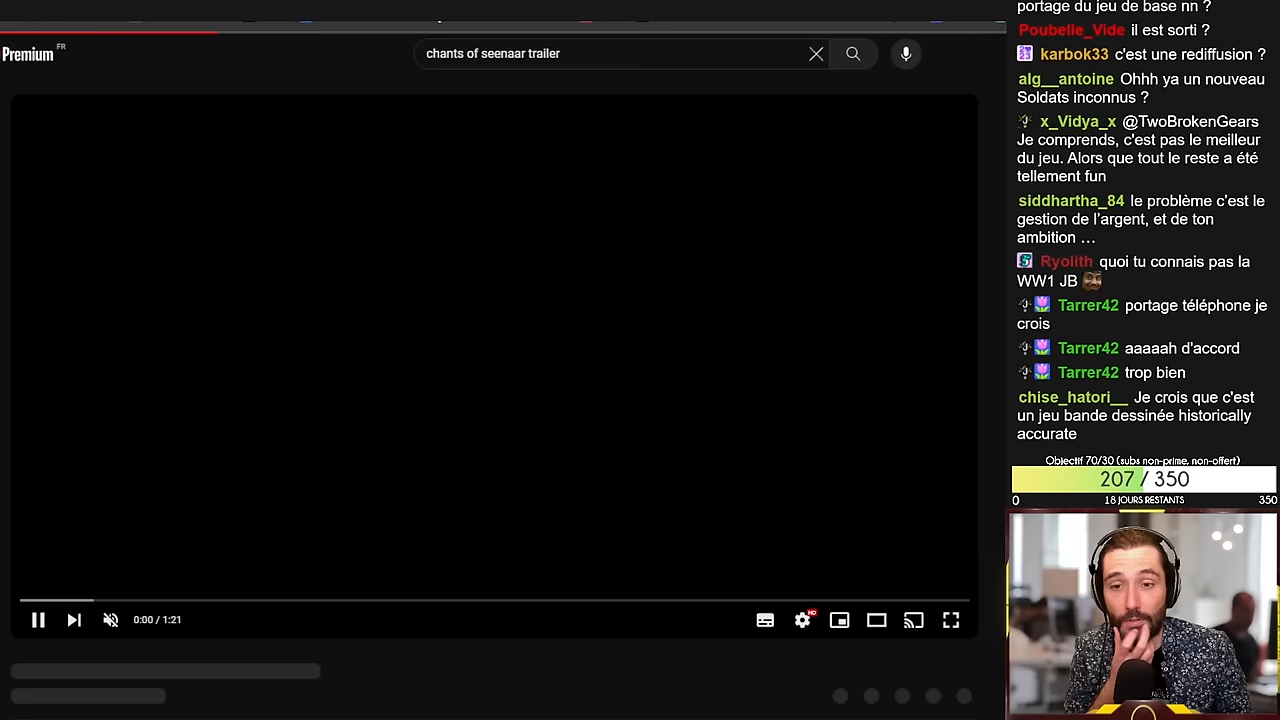 Premium FR
chants of seenaar trailer
0:00 / 1:21
HD
portage du jeu de base nn ?
Poubelle_Vide il est sorti ?
karbok33 c'est une rediffusion ?
alg__antoine Ohhh ya un nouveau
Soldats inconnus ?
x_Vidya_x @TwoBrokenGears
Je comprends, c'est pas le meilleur
du jeu. Alors que tout le reste a été
tellement fun
siddhartha_84 le problème c'est le
gestion de l'argent, et de ton
ambition …
Ryolith quoi tu connais pas la
WW1 JB
Tarrer42 portage téléphone je
crois
Tarrer42 aaaaah d'accord
Tarrer42 trop bien
chise_hatori__ Je crois que c'est
un jeu bande dessinée historically
accurate
Objectif 70/30 (subs non-prime, non-offert)
207 / 350
0 18 JOURS RESTANTS 350